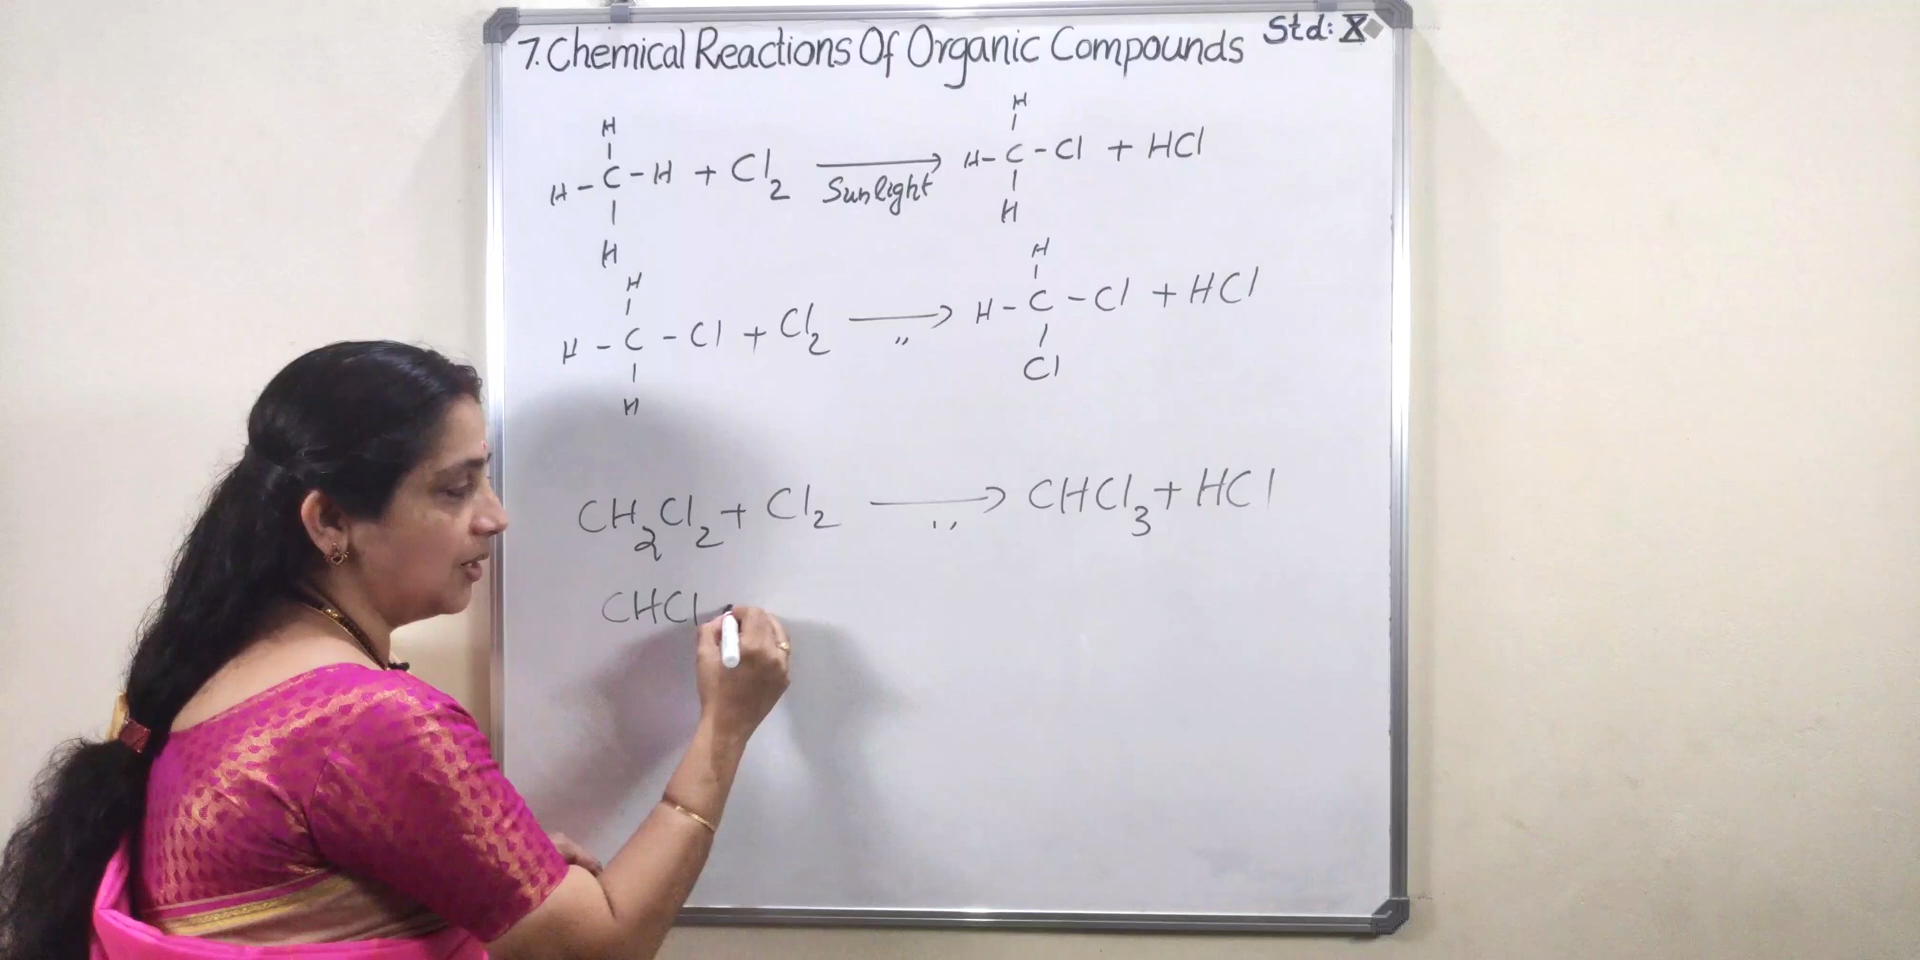 7. Chemical Reactions Of Organic Compounds Std: X
H H
H-C-H + Cl2 Sunlight → H-C-Cl + HCl
H H
H H
H-C-Cl + Cl2 → " H-C-Cl + HCl
H Cl
CH2Cl2 + Cl2 → " CHCl3 + HCl
CHCl